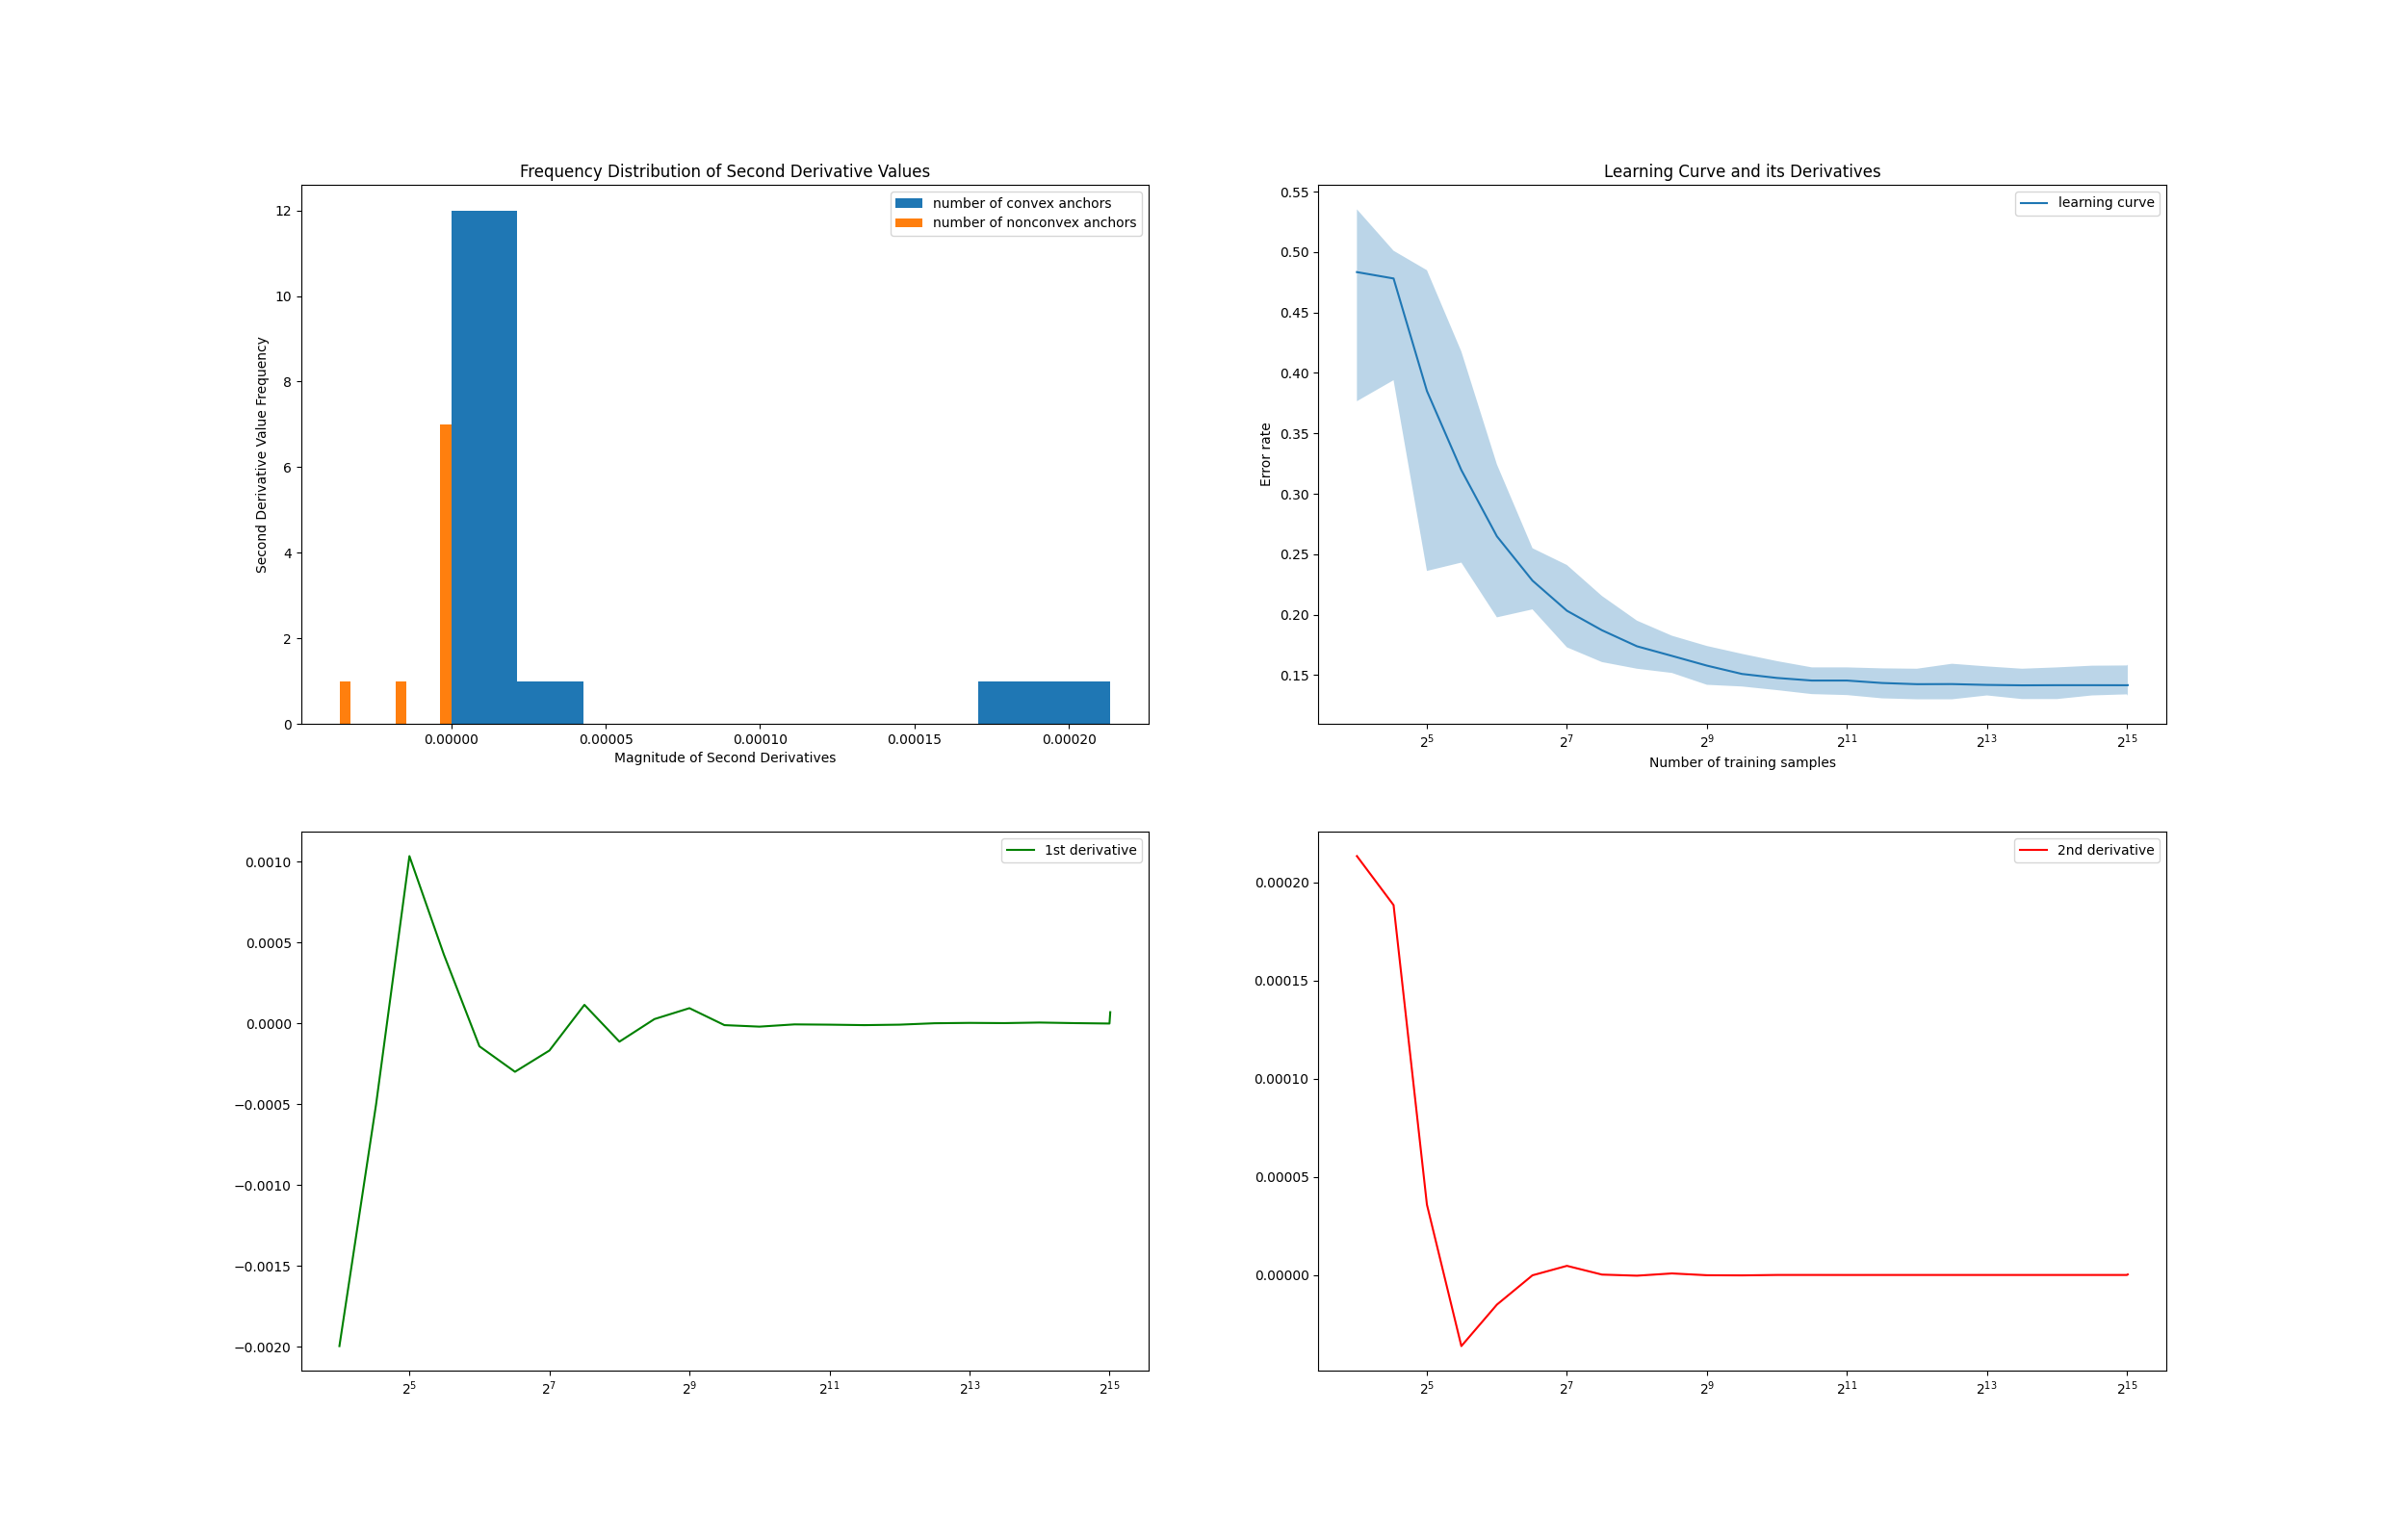 Frequency Distribution of Second Derivative Values
number of convex anchors
number of nonconvex anchors
12
10
8
6
4
2
0
Second Derivative Value Frequency
0.00000 0.00005 0.00010 0.00015 0.00020
Magnitude of Second Derivatives
Learning Curve and its Derivatives
learning curve
0.55
0.50
0.45
0.40
0.35
0.30
0.25
0.20
0.15
Error rate
2^5 2^7 2^9 2^11 2^13 2^15
Number of training samples
1st derivative
0.0010
0.0005
0.0000
−0.0005
−0.0010
−0.0015
−0.0020
2^5 2^7 2^9 2^11 2^13 2^15
2nd derivative
0.00020
0.00015
0.00010
0.00005
0.00000
2^5 2^7 2^9 2^11 2^13 2^15